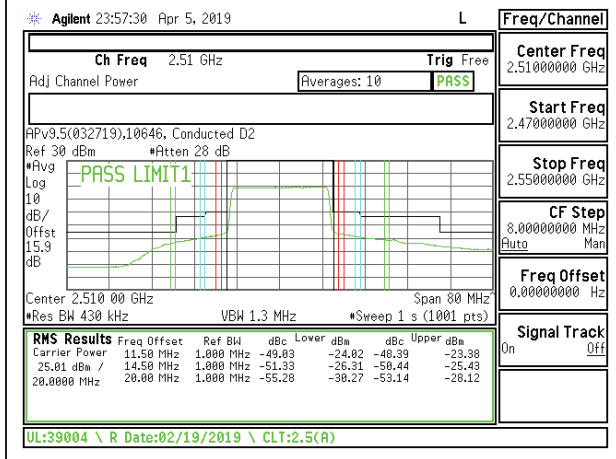 Agilent 23:57:30 Apr 5, 2019 L
Freq/Channel
Ch Freq 2.51 GHz Trig Free
Adj Channel Power Averages: 10 PASS
Center Freq
2.51000000 GHz
Start Freq
2.47000000 GHz
Stop Freq
2.55000000 GHz
CF Step
8.00000000 MHz
Auto Man
Freq Offset
0.00000000 Hz
Signal Track
On Off
APv9.5(032719),10646, Conducted D2
Ref 30 dBm #Atten 28 dB
#Avg
Log
10
dB/
Offst
15.9
dB
PASS LIMIT1
Center 2.510 00 GHz Span 80 MHz^
#Res BW 430 kHz VBW 1.3 MHz #Sweep 1 s (1001 pts)
RMS Results Freq Offset Ref BW dBc Lower dBm dBc Upper dBm
Carrier Power 11.50 MHz 1.000 MHz -49.03 -24.02 -48.39 -23.38
25.01 dBm / 14.50 MHz 1.000 MHz -51.33 -26.31 -50.44 -25.43
20.0000 MHz 20.00 MHz 1.000 MHz -55.28 -30.27 -53.14 -28.12
UL:39004 \ R Date:02/19/2019 \ CLT:2.5(A)